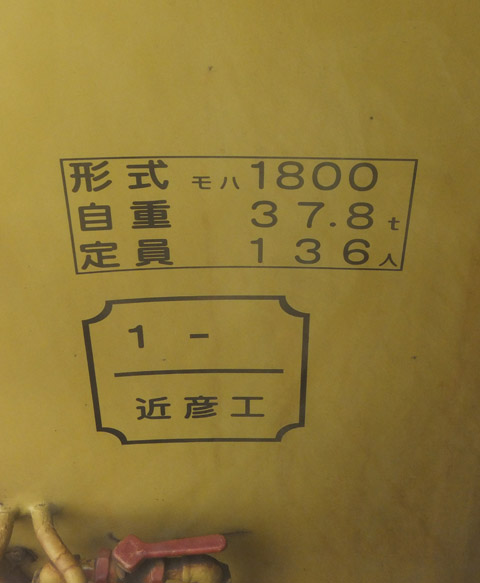 形式 モハ1800
自重 37.8t
定員 136人
1 -
近彦工